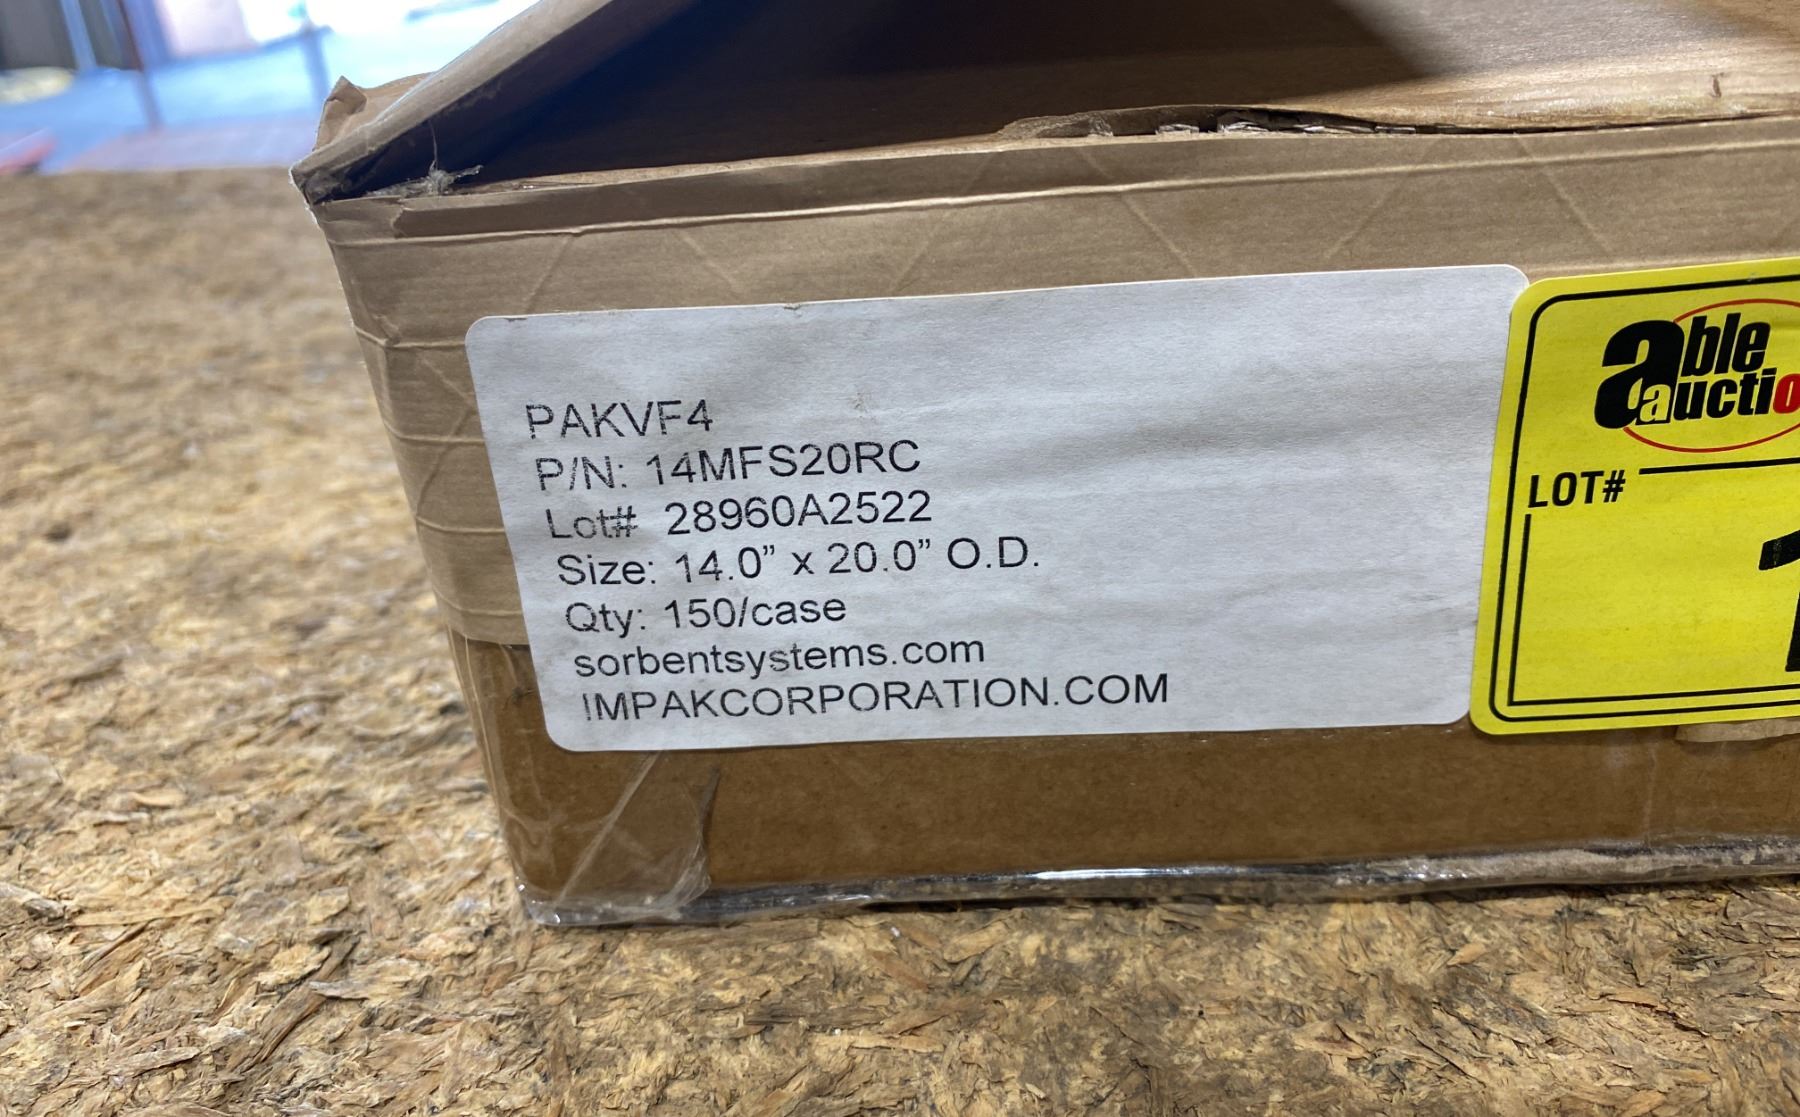 PAKVF4
P/N: 14MFS20RC
Lot# 28960A2522
Size: 14.0” x 20.0” O.D.
Qty: 150/case
sorbentsystems.com
IMPAKCORPORATION.COM
able
auctio
LOT#